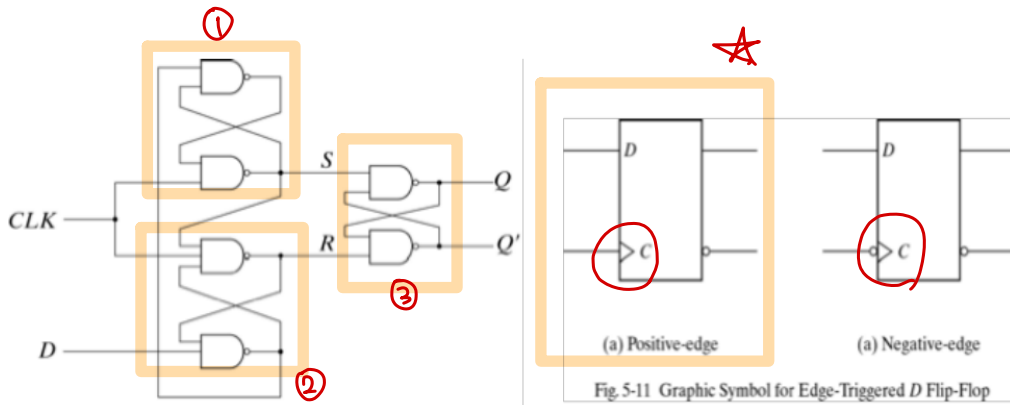 ①
S
Q
CLK
R
Q'
③
D
②
D
C
(a) Positive-edge
D
C
(a) Negative-edge
Fig. 5-11 Graphic Symbol for Edge-Triggered D Flip-Flop